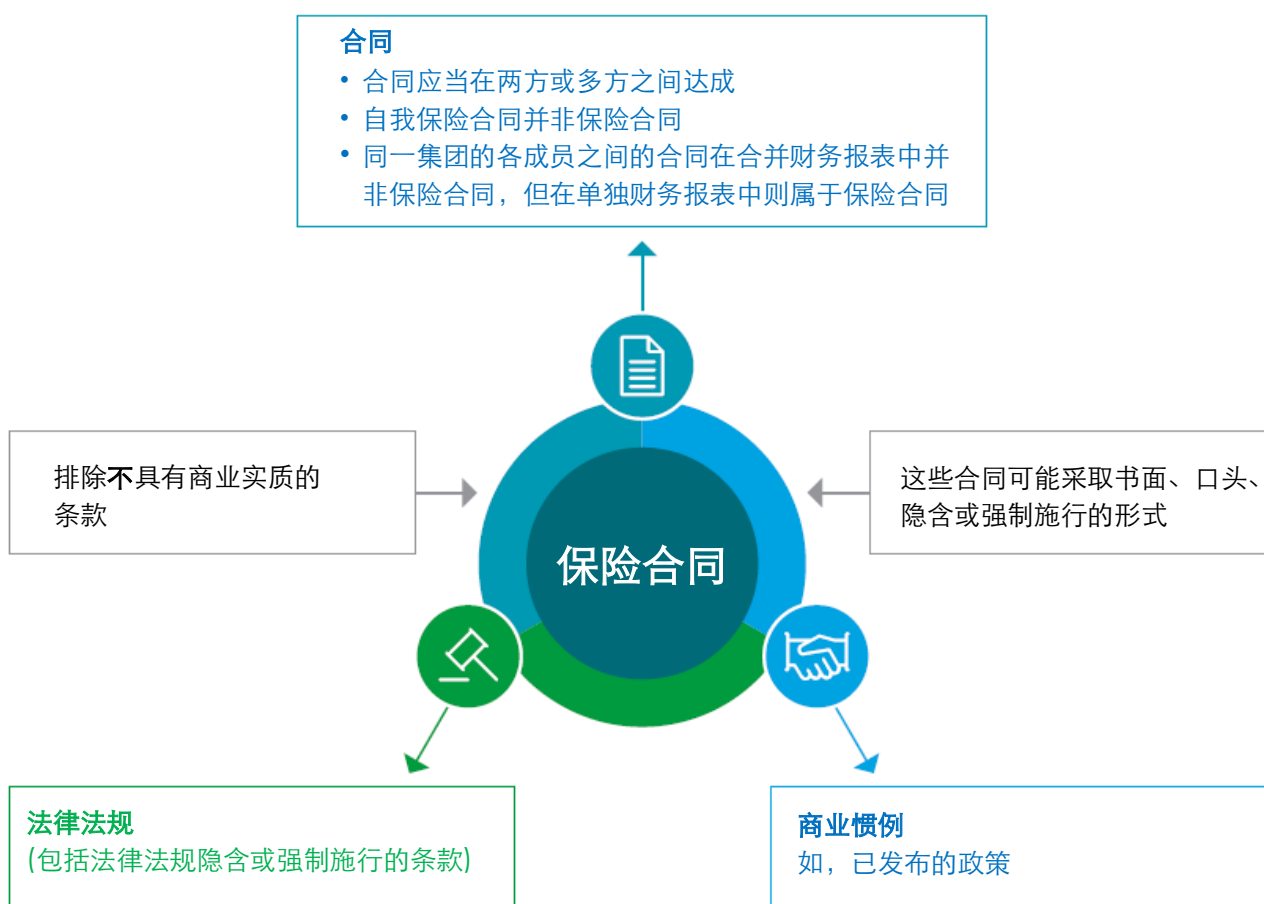 合同
• 合同应当在两方或多方之间达成
• 自我保险合同并非保险合同
• 同一集团的各成员之间的合同在合并财务报表中并
非保险合同，但在单独财务报表中则属于保险合同
排除不具有商业实质的
条款
这些合同可能采取书面、口头、
隐含或强制施行的形式
保险合同
法律法规
(包括法律法规隐含或强制施行的条款)
商业惯例
如，已发布的政策